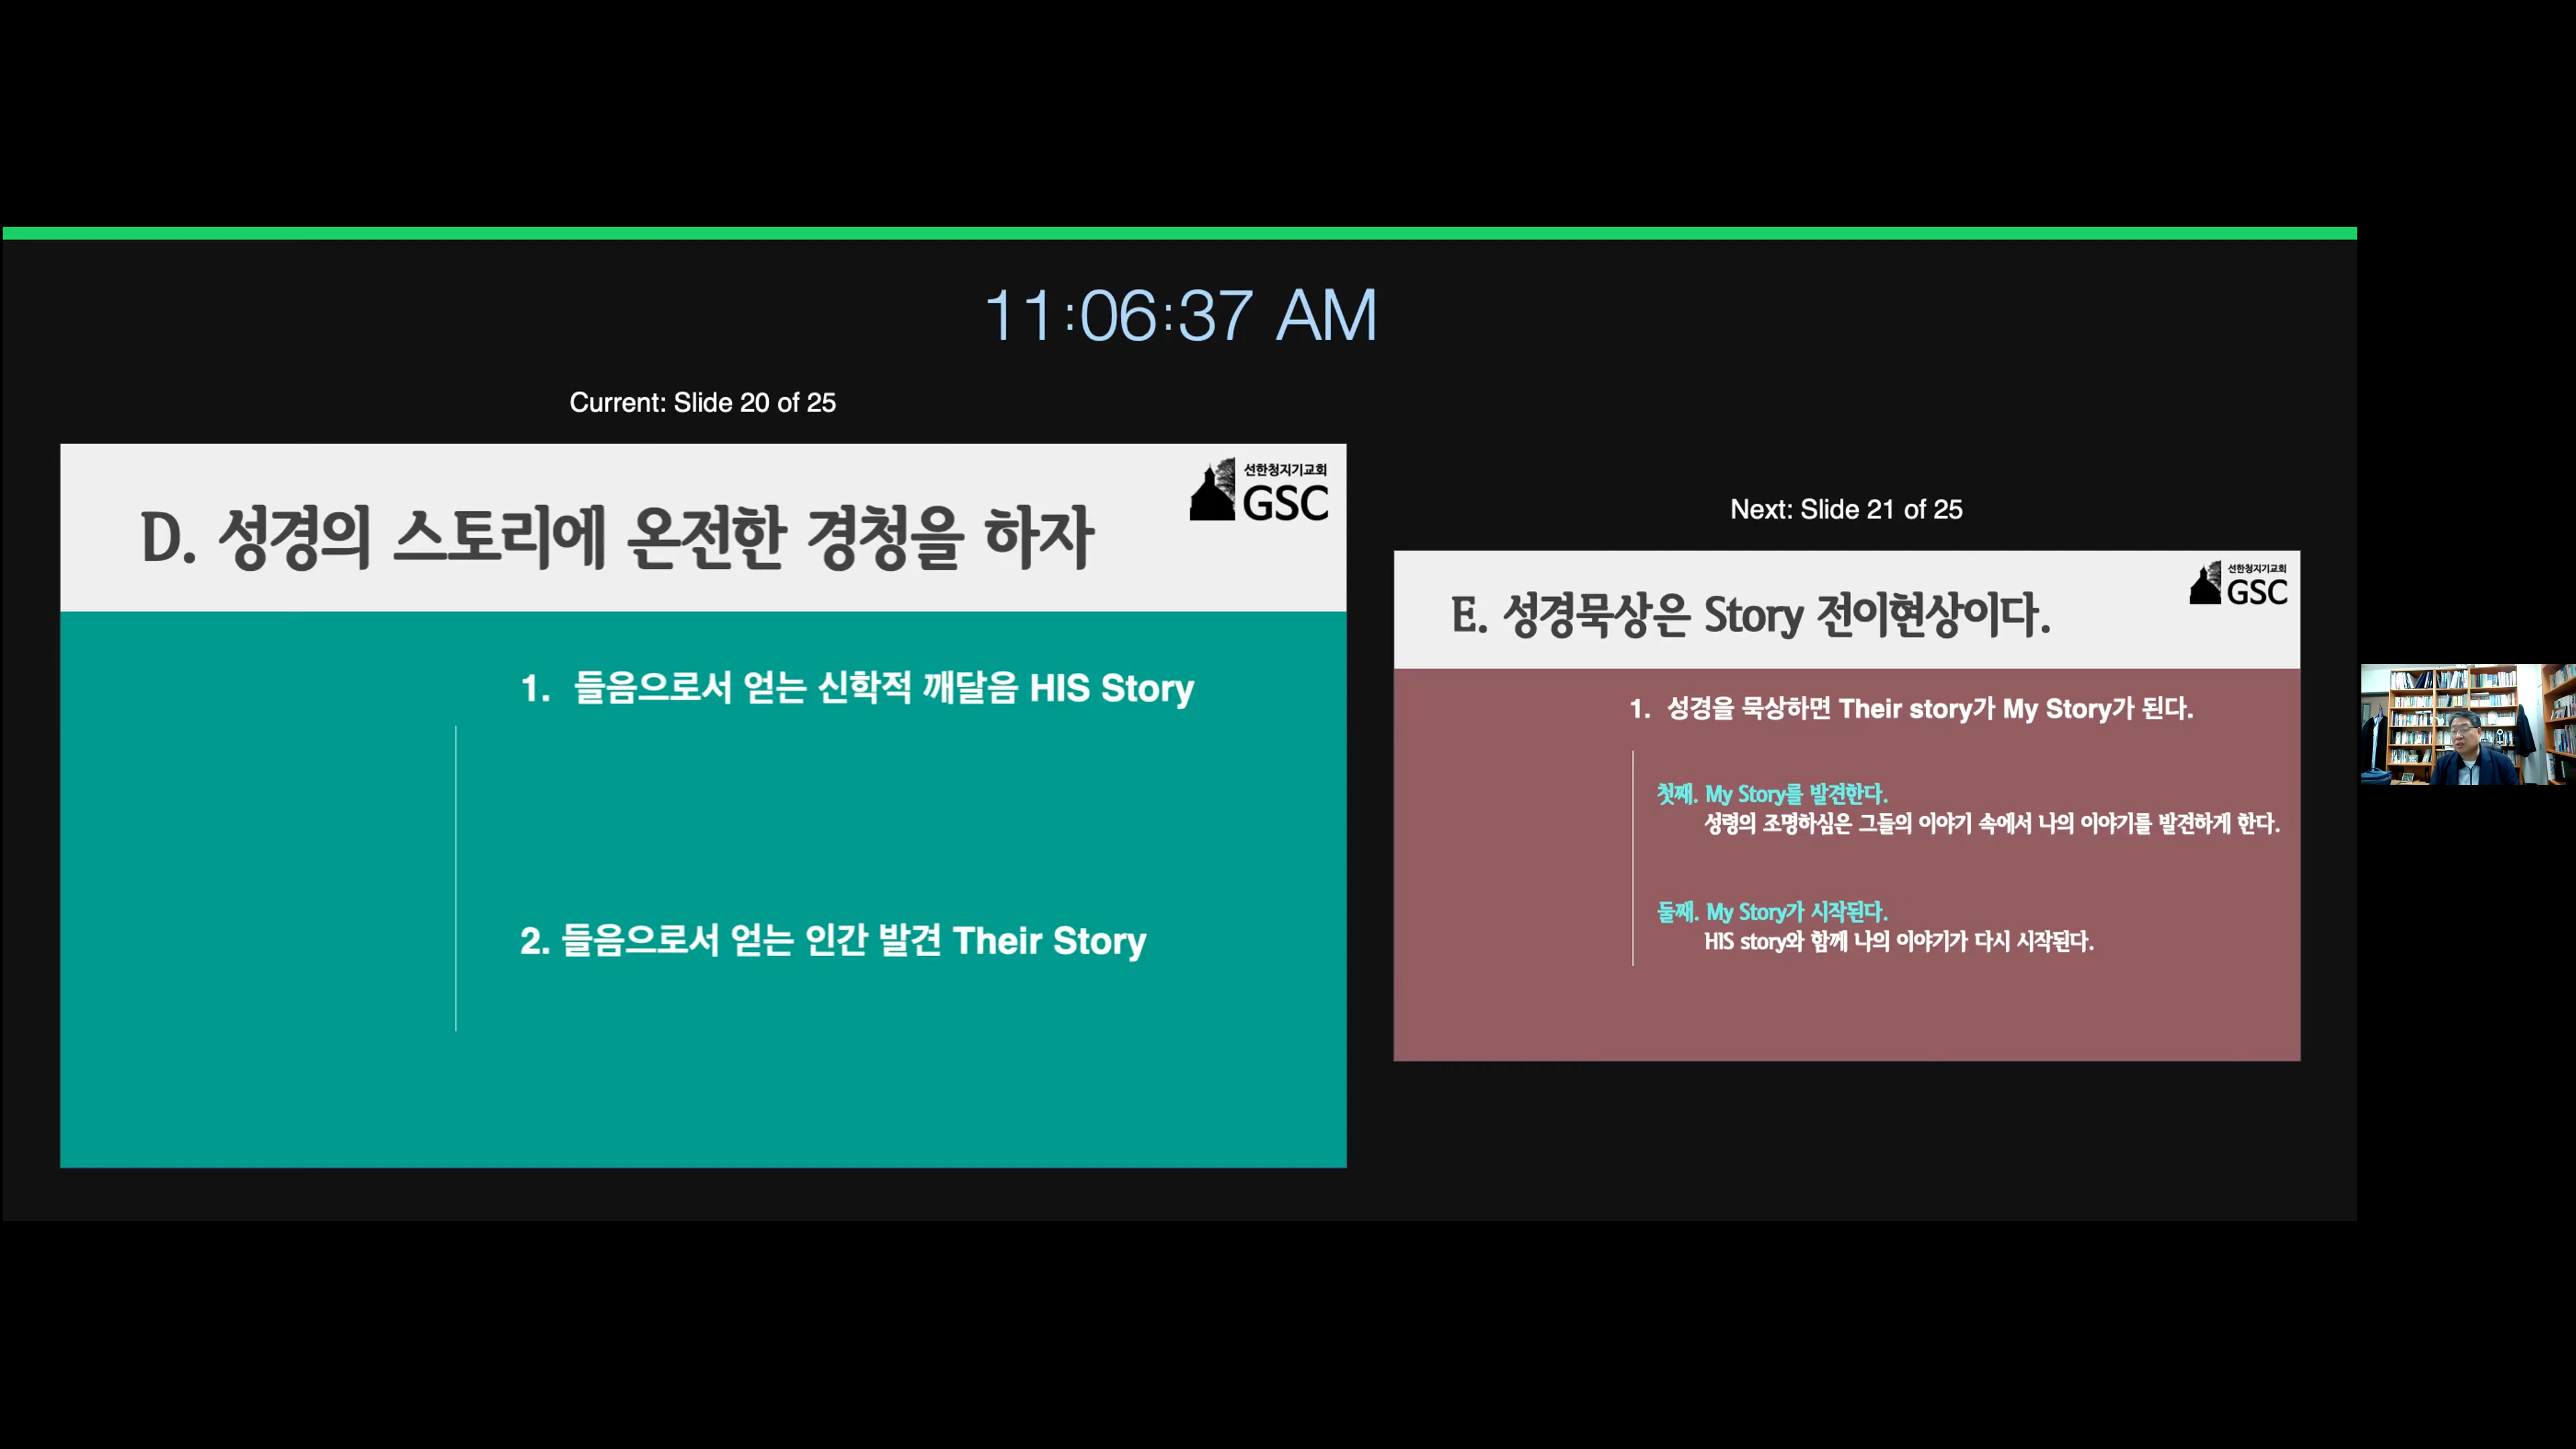 11:06:37 AM
Current: Slide 20 of 25
선한청지기교회
GSC
D. 성경의 스토리에 온전한 경청을 하자
1. 들음으로서 얻는 신학적 깨달음 HIS Story
2. 들음으로서 얻는 인간 발견 Their Story
Next: Slide 21 of 25
선한청지기교회
GSC
E. 성경묵상은 Story 전이현상이다.
1. 성경을 묵상하면 Their story가 My Story가 된다.
첫째. My Story를 발견한다.
성령의 조명하심은 그들의 이야기 속에서 나의 이야기를 발견하게 한다.
둘째. My Story가 시작된다.
HIS story와 함께 나의 이야기가 다시 시작된다.